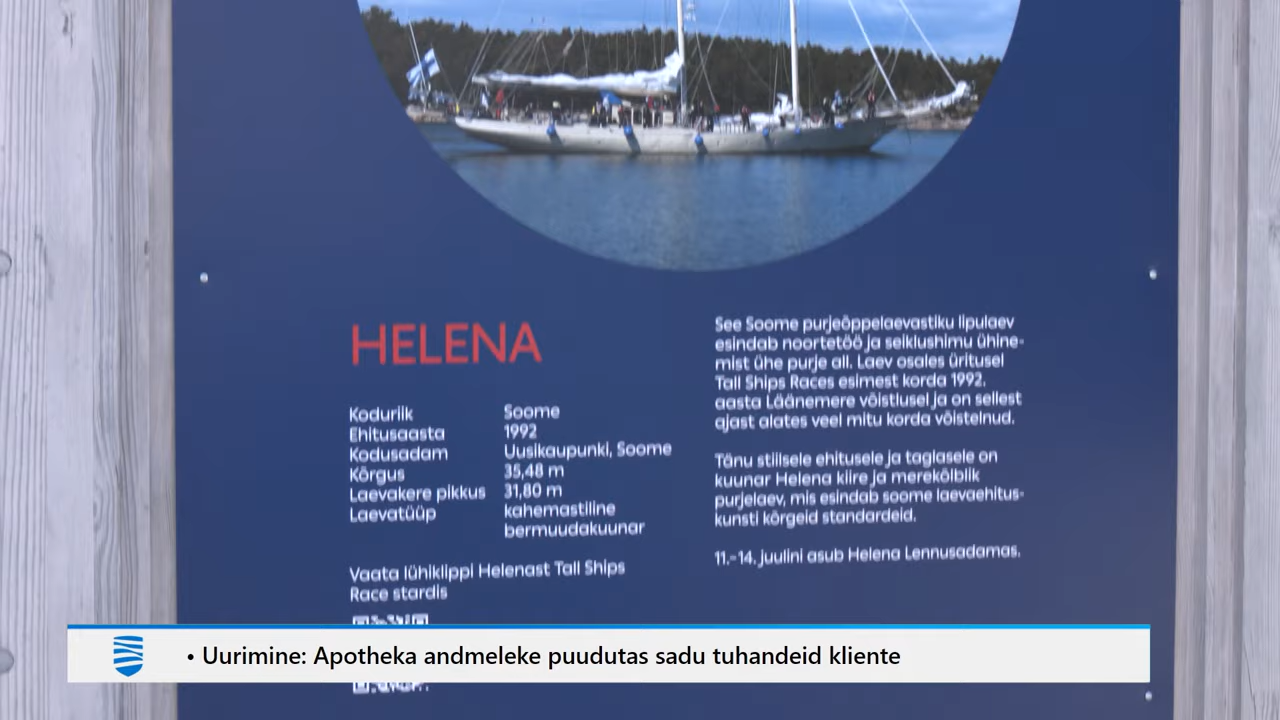 HELENA
Koduriik Soome
Ehitusaasta 1992
Kodusadam Uusikaupunki, Soome
Kõrgus 35,48 m
Laevakere pikkus 31,80 m
Laevatüüp kahemastiline
bermuudakuunar
Vaata lühiklippi Helenast Tall Ships
Race stardis
See Soome purjeõppelaevastiku lipulaev
esindab noortetöö ja seiklushimu ühine-
mist ühe purje all. Laev osales üritusel
Tall Ships Races esimest korda 1992.
aasta Läänemere võistlusel ja on sellest
ajast alates veel mitu korda võistelnud.
Tänu stiilsele ehitusele ja taglasele on
kuunar Helena kiire ja merekõlblik
purjelaev, mis esindab soome laevaehitus-
kunsti kõrgeid standardeid.
11.-14. juulini asub Helena Lennusadamas.
• Uurimine: Apotheka andmeleke puudutas sadu tuhandeid kliente